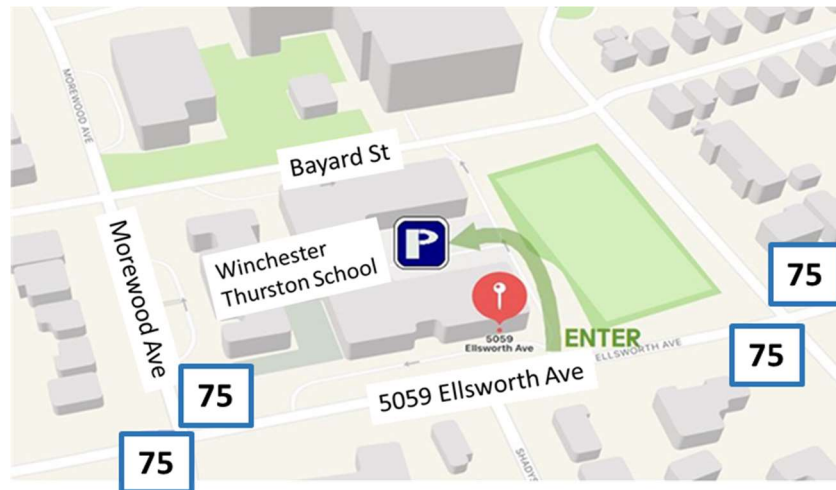 MOREWOOD AVE
Bayard St
P
Morewood Ave
Winchester
Thurston School
75
5059
Ellsworth Ave
ENTER
ELLSWORTH AVE
75
5059 Ellsworth Ave
75
75
SHADYS